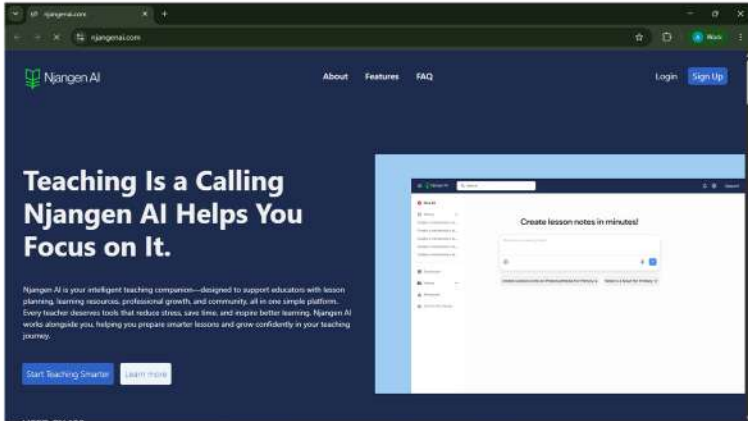 njangenai.com
njangenai.com
Work
Njangen AI
About Features FAQ
Login Sign Up
Teaching Is a Calling
Njangen AI Helps You
Focus on It.
Njangen AI is your intelligent teaching companion—designed to support educators with lesson
planning, learning resources, professional growth, and community, all in one simple platform.
Every teacher deserves tools that reduce stress, save time, and inspire better learning. Njangen AI
works alongside you, helping you prepare smarter lessons and grow confidently in your teaching
journey.
Start Teaching Smarter Learn more
Create lesson notes in minutes!